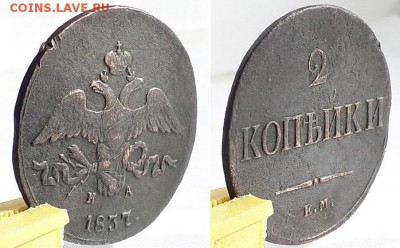 COINS.LAVE.RU
Н А
1837.
2
КОПѢЙКИ
Е.М.